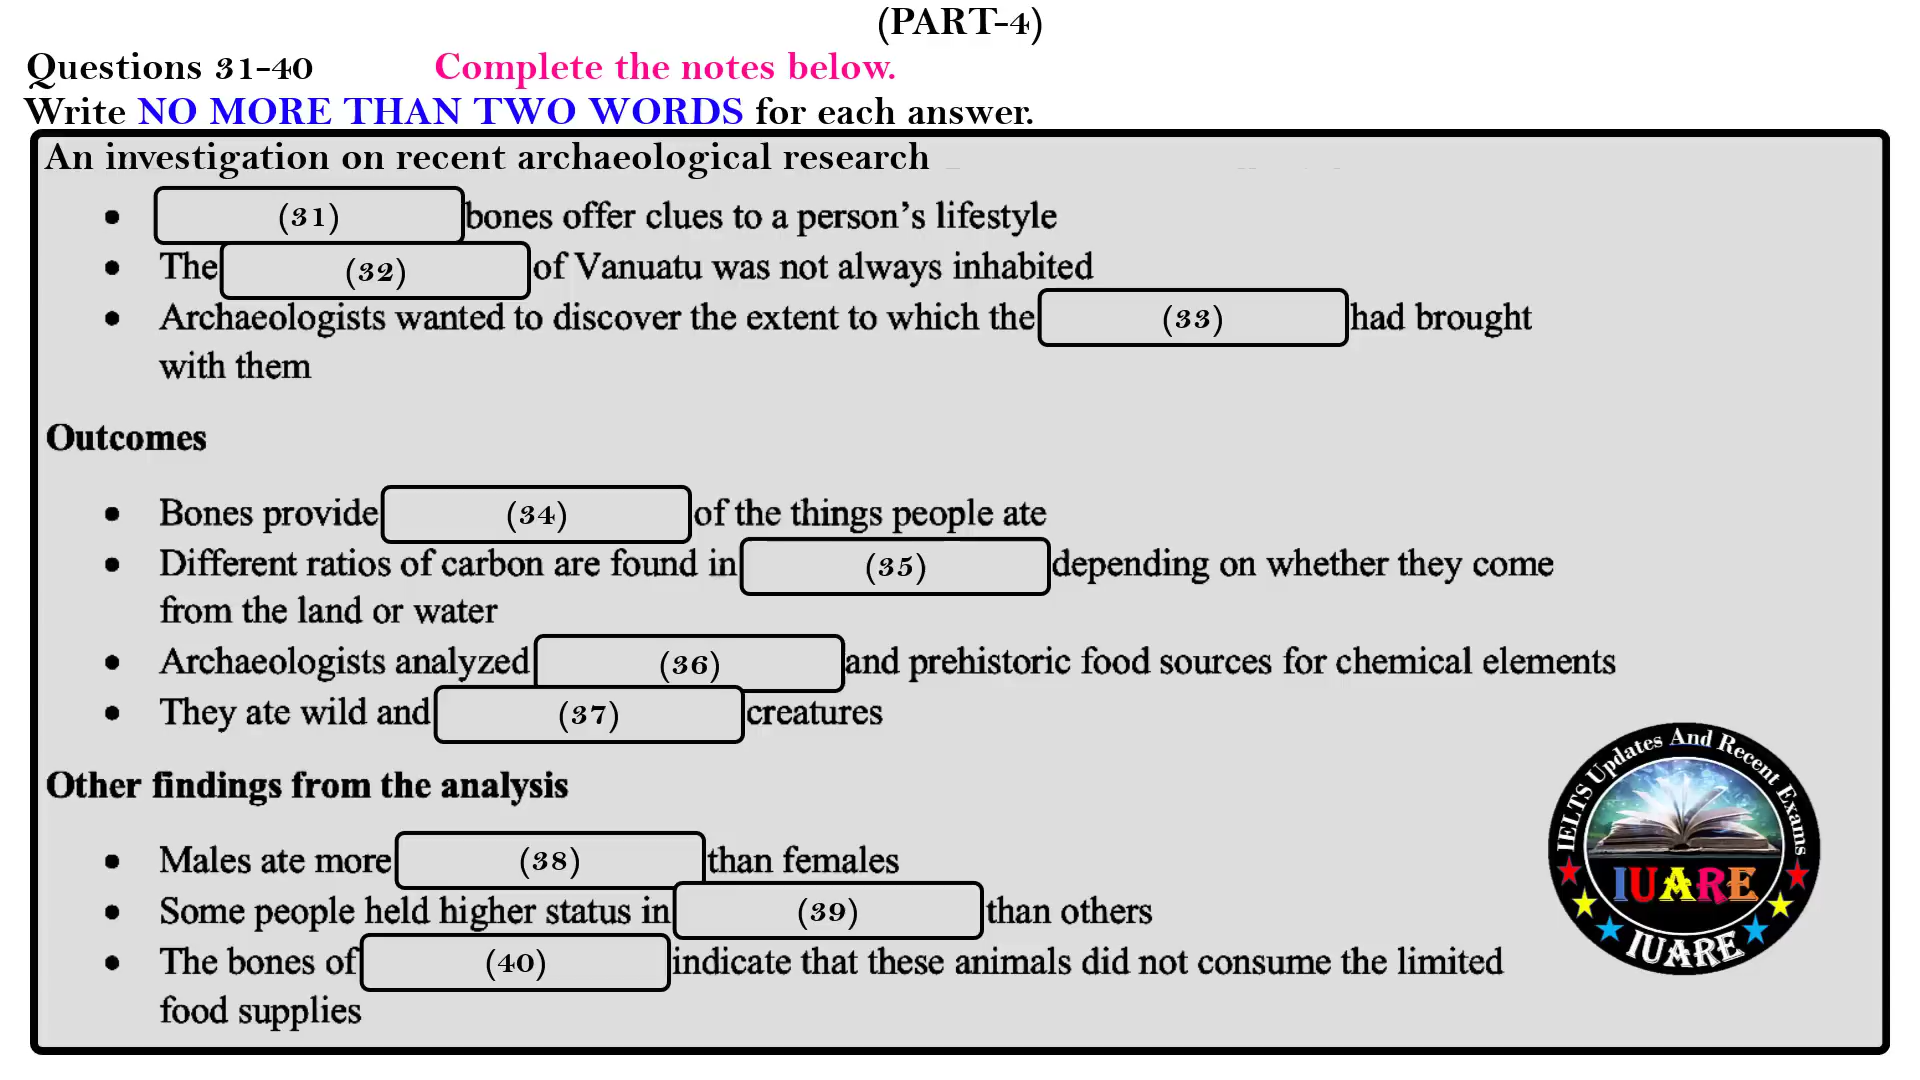 (PART-4)
Questions 31-40 Complete the notes below.
Write NO MORE THAN TWO WORDS for each answer.
An investigation on recent archaeological research
• (31) bones offer clues to a person's lifestyle
• The (32) of Vanuatu was not always inhabited
• Archaeologists wanted to discover the extent to which the (33) had brought
with them
Outcomes
• Bones provide (34) of the things people ate
• Different ratios of carbon are found in (35) depending on whether they come
from the land or water
• Archaeologists analyzed (36) and prehistoric food sources for chemical elements
• They ate wild and (37) creatures
Other findings from the analysis
• Males ate more (38) than females
• Some people held higher status in (39) than others
• The bones of (40) indicate that these animals did not consume the limited
food supplies
IELTS Updates And Recent Exams
IUARE
IUARE